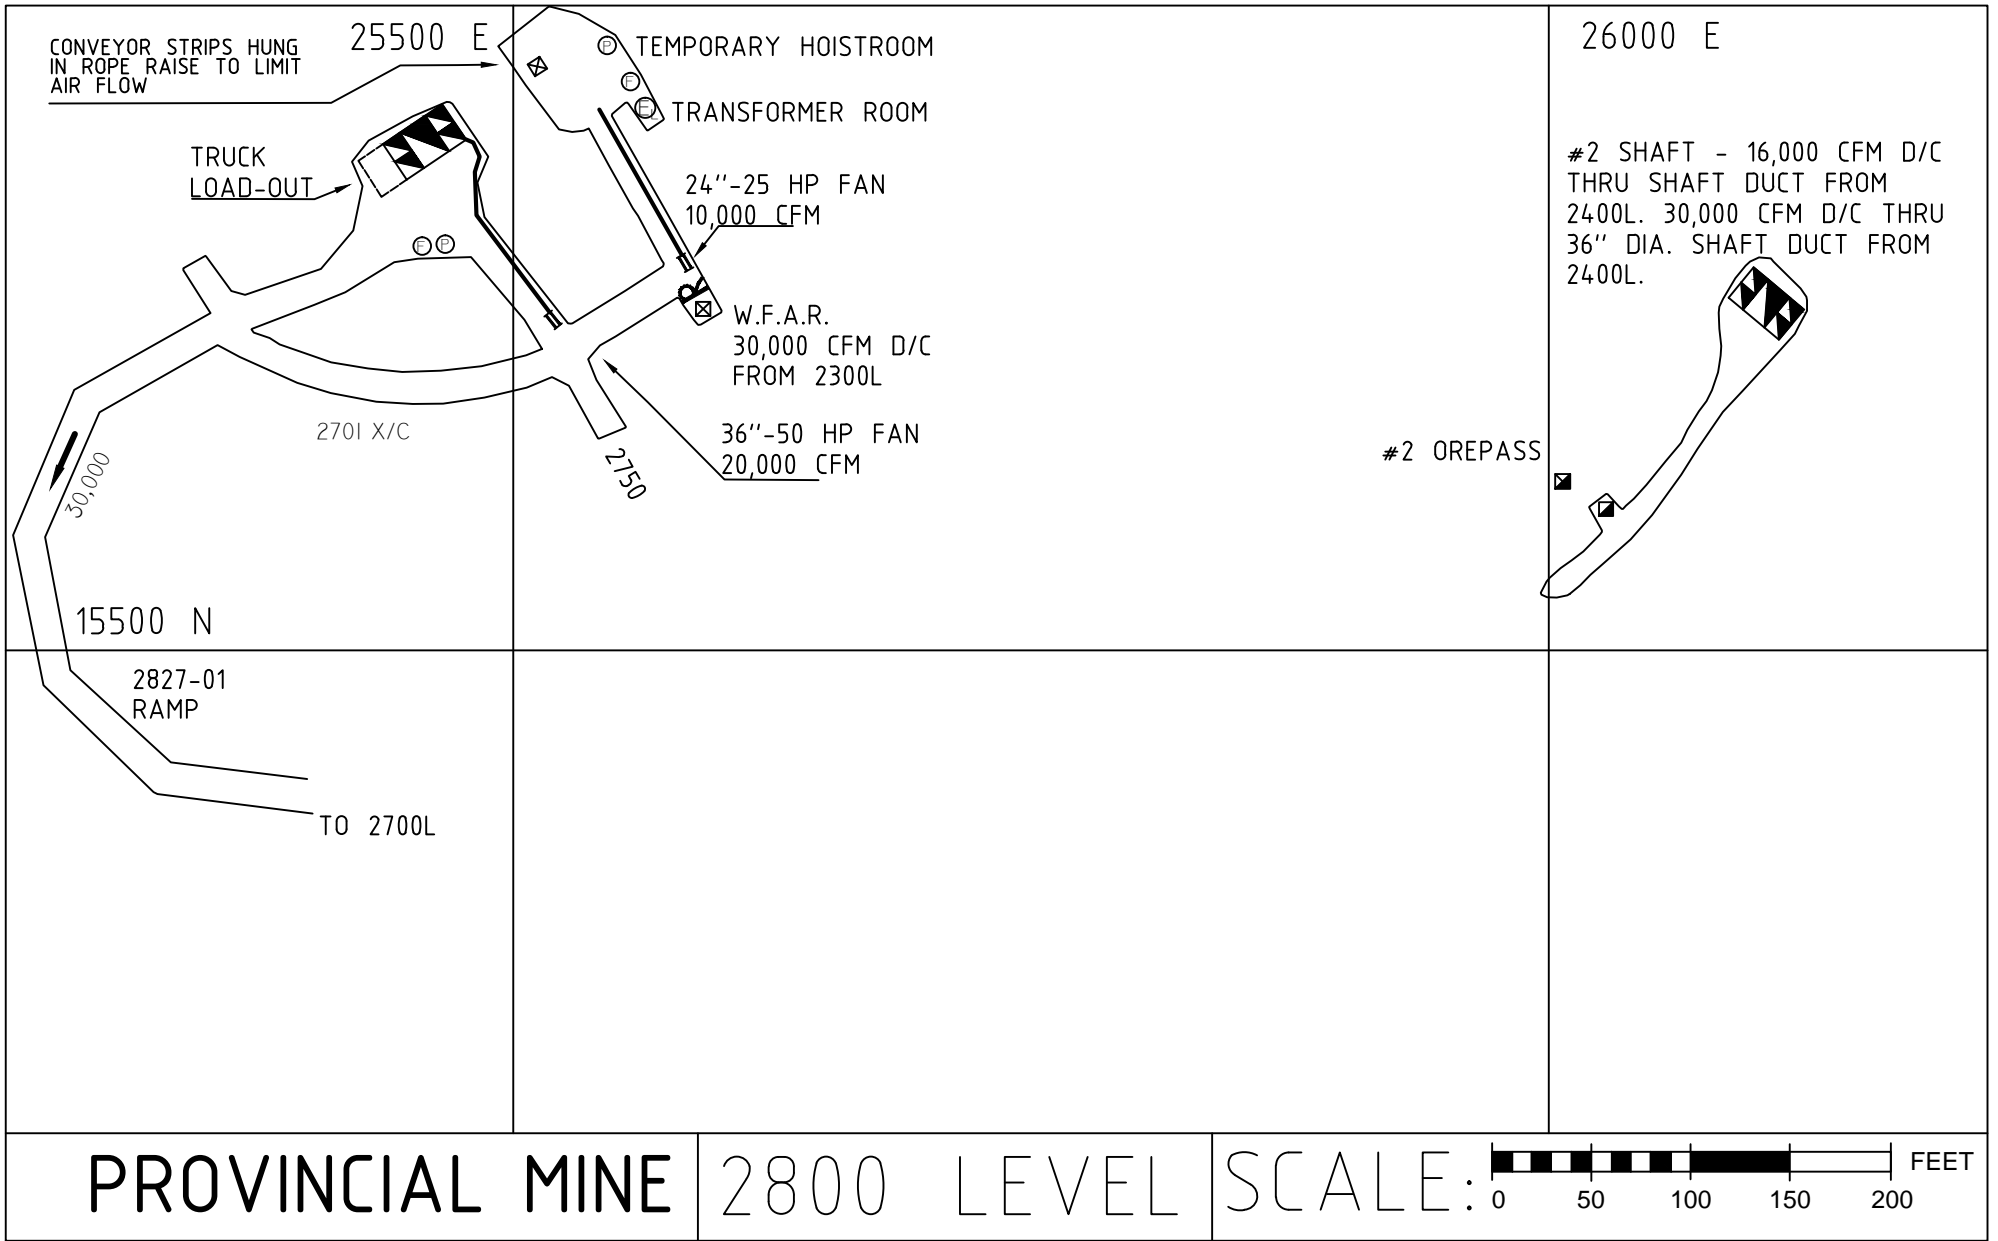 CONVEYOR STRIPS HUNG
IN ROPE RAISE TO LIMIT
AIR FLOW
25500 E
P
TEMPORARY HOISTROOM
F
E
TRANSFORMER ROOM
26000 E
TRUCK
LOAD-OUT
24''-25 HP FAN
10,000 CFM
#2 SHAFT - 16,000 CFM D/C
THRU SHAFT DUCT FROM
2400L. 30,000 CFM D/C THRU
36'' DIA. SHAFT DUCT FROM
2400L.
F P
R
W.F.A.R.
30,000 CFM D/C
FROM 2300L
2701 X/C
36''-50 HP FAN
20,000 CFM
2750
#2 OREPASS
30,000
15500 N
2827-01
RAMP
TO 2700L
PROVINCIAL MINE
2800 LEVEL
SCALE:
FEET
0 50 100 150 200